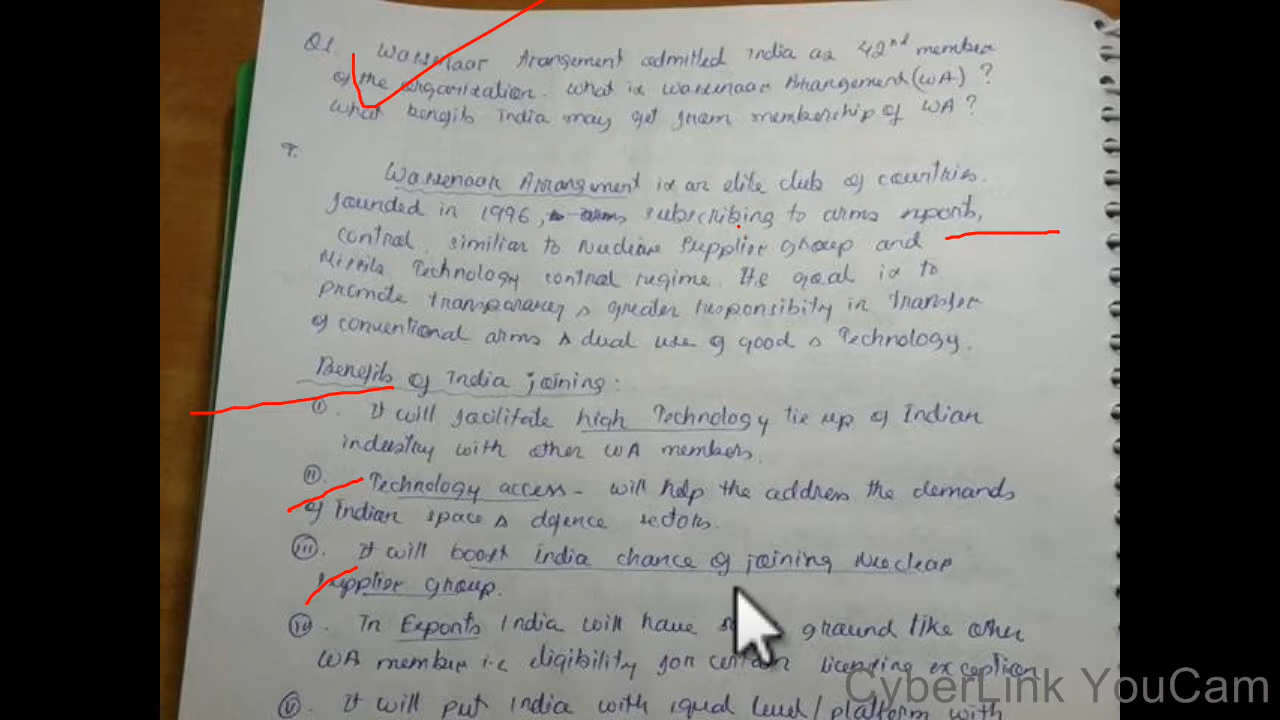 Q1. Wassenaar Arrangement admitted India as 42nd member
of the organization. What is Wassenaar Arrangement (WA) ?
What benefits India may get from membership of WA ?
Wassenaar Arrangment is an elite club of countries.
founded in 1996, subscribing to arms exports,
control. similiar to Nuclear Supplier group and
Missile Technology control regime. Its goal is to
promote transparancy & greater responsibity in transfer
of conventional arms & dual use of good & Technology.
Benefits of India joining :
I. It will facilitate high Technology tie up of Indian
industry with other WA members.
II. Technology access - will help the address the demands
of Indian space & defence sectors.
III. It will boost india chance of joining Nuclear
Supplier group.
IV. In Exports India will have ground like other
WA member i.e eligibility for certain licensing exception
V. It will put India with equal level/platform with
CyberLink YouCam